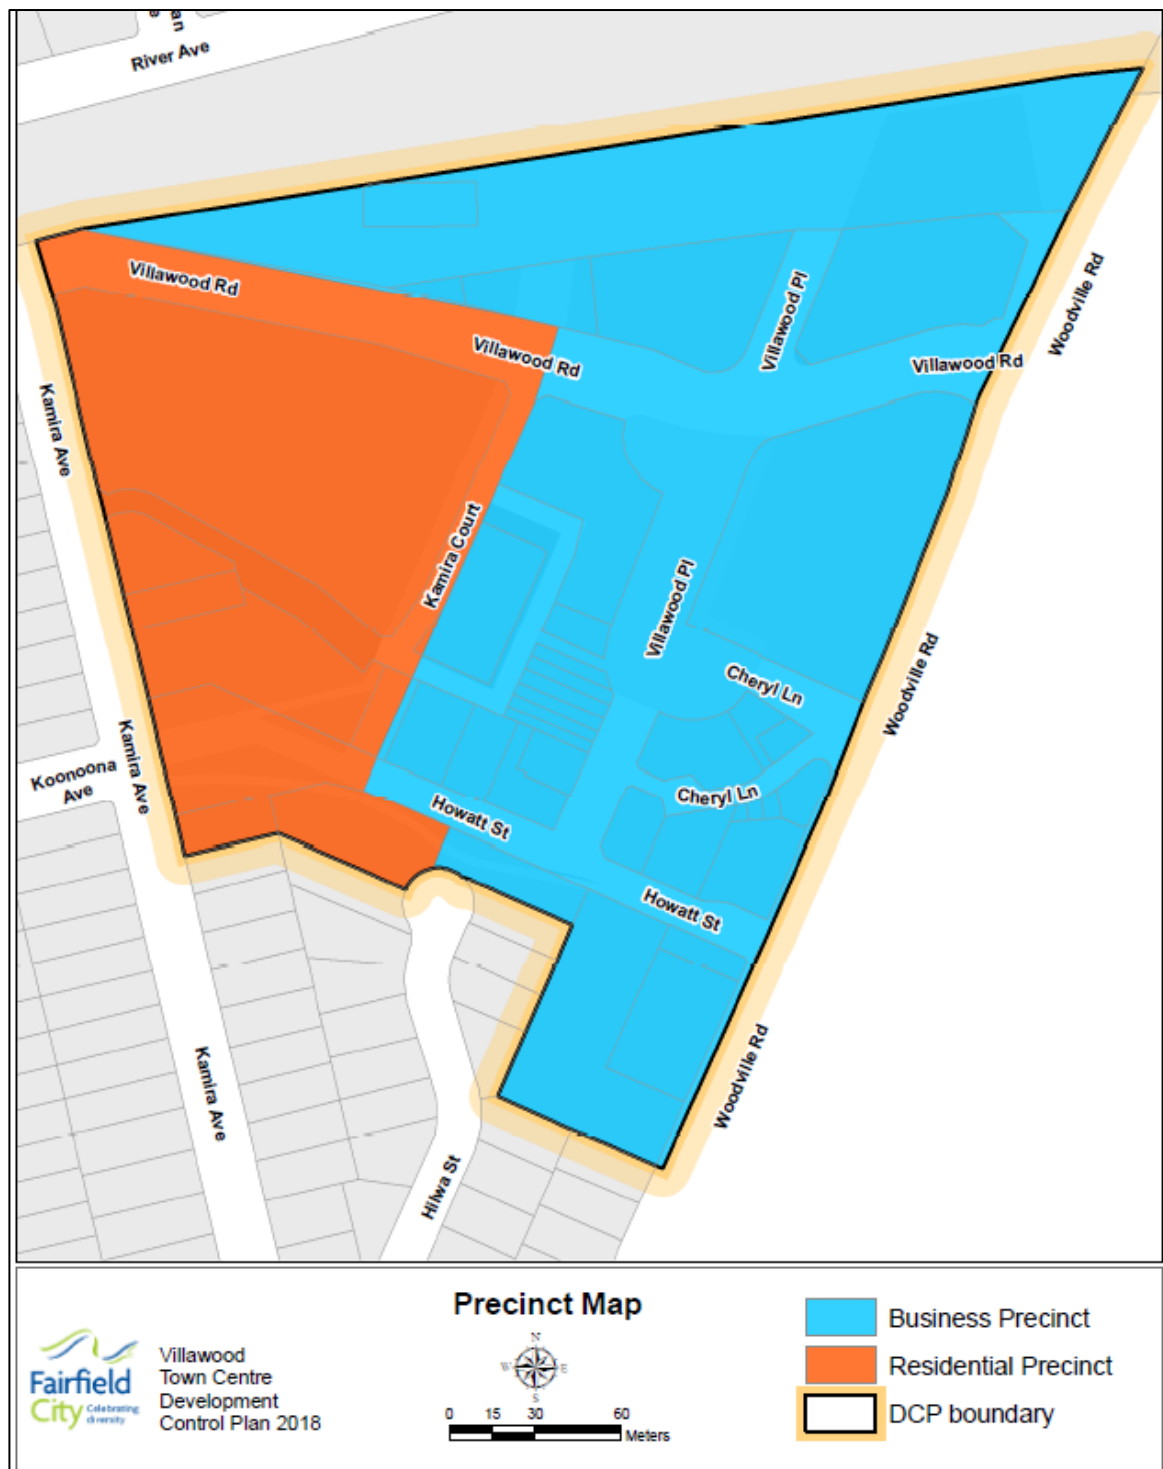 River Ave
Villawood Rd
Villawood Pl
Woodville Rd
Villawood Rd
Villawood Rd
Kamira Ave
Kamira Court
Villawood Pl
Cheryl Ln
Woodville Rd
Kamira Ave
Koonoona
Ave
Cheryl Ln
Howatt St
Howatt St
Woodville Rd
Kamira Ave
Hilwa St
Precinct Map
Fairfield
City Celebrating
diversity
Villawood
Town Centre
Development
Control Plan 2018
N
W E
S
0 15 30 60
Meters
Business Precinct
Residential Precinct
DCP boundary